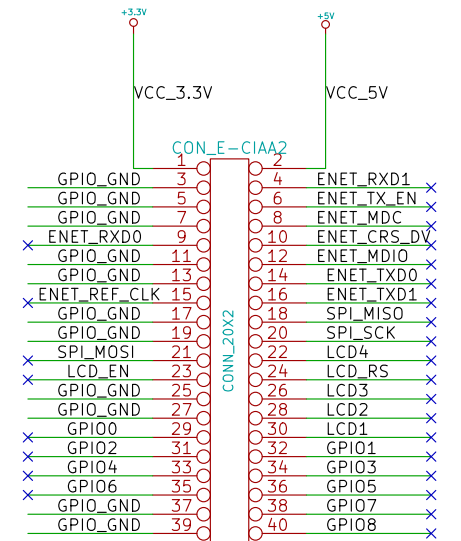 +3.3V +5V
VCC_3.3V VCC_5V
CON_E-CIAA2
1 2
GPIO_GND 3 4 ENET_RXD1
GPIO_GND 5 6 ENET_TX_EN
GPIO_GND 7 8 ENET_MDC
ENET_RXD0 9 10 ENET_CRS_DV
GPIO_GND 11 12 ENET_MDIO
GPIO_GND 13 14 ENET_TXD0
ENET_REF_CLK 15 16 ENET_TXD1
GPIO_GND 17 18 SPI_MISO
GPIO_GND 19 20 SPI_SCK
SPI_MOSI 21 22 LCD4
LCD_EN 23 24 LCD_RS
GPIO_GND 25 26 LCD3
GPIO_GND 27 28 LCD2
GPIO0 29 30 LCD1
GPIO2 31 32 GPIO1
GPIO4 33 34 GPIO3
GPIO6 35 36 GPIO5
GPIO_GND 37 38 GPIO7
GPIO_GND 39 40 GPIO8
CONN_20X2